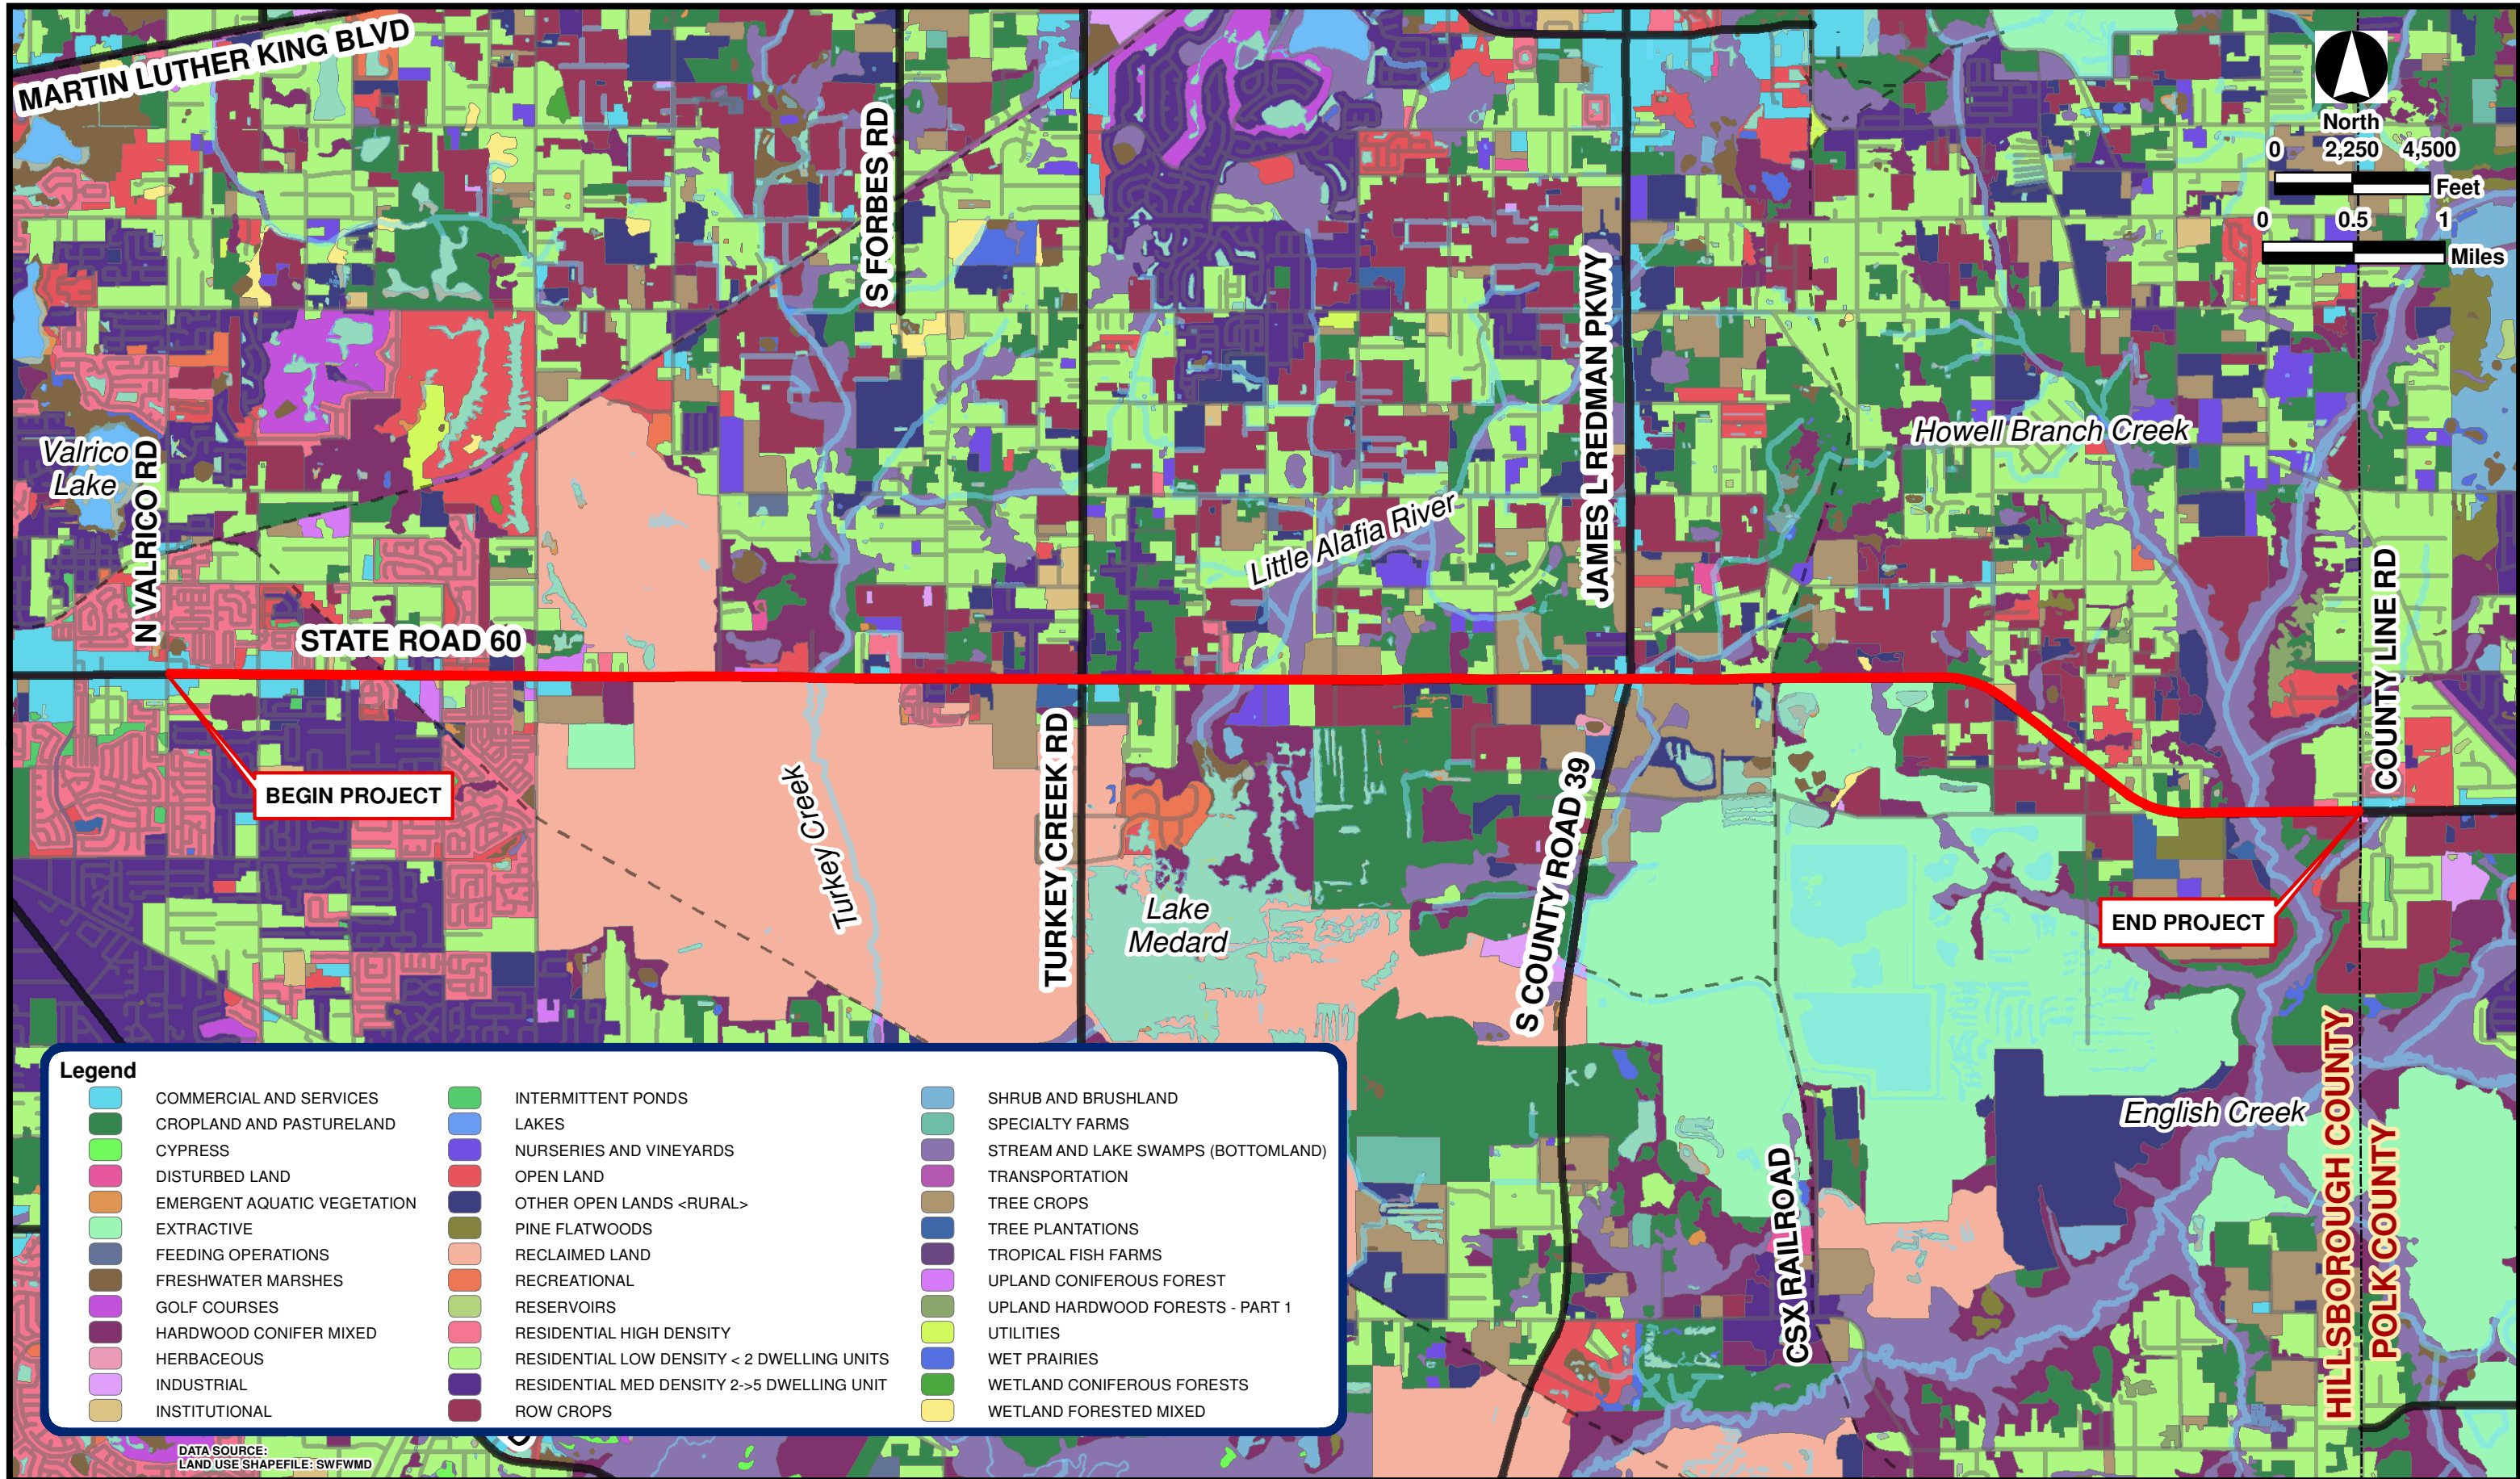 MARTIN LUTHER KING BLVD
S FORBES RD
JAMES L REDMAN PKWY
North
0 2,250 4,500
Feet
0 0.5 1
Miles
Valrico
Lake
N VALRICO RD
Howell Branch Creek
Little Alafia River
COUNTY LINE RD
STATE ROAD 60
BEGIN PROJECT
Turkey Creek
TURKEY CREEK RD
S COUNTY ROAD 39
Lake
Medard
END PROJECT
English Creek
CSX RAILROAD
HILLSBOROUGH COUNTY
POLK COUNTY
Legend
COMMERCIAL AND SERVICES
CROPLAND AND PASTURELAND
CYPRESS
DISTURBED LAND
EMERGENT AQUATIC VEGETATION
EXTRACTIVE
FEEDING OPERATIONS
FRESHWATER MARSHES
GOLF COURSES
HARDWOOD CONIFER MIXED
HERBACEOUS
INDUSTRIAL
INSTITUTIONAL
INTERMITTENT PONDS
LAKES
NURSERIES AND VINEYARDS
OPEN LAND
OTHER OPEN LANDS <RURAL>
PINE FLATWOODS
RECLAIMED LAND
RECREATIONAL
RESERVOIRS
RESIDENTIAL HIGH DENSITY
RESIDENTIAL LOW DENSITY < 2 DWELLING UNITS
RESIDENTIAL MED DENSITY 2->5 DWELLING UNIT
ROW CROPS
SHRUB AND BRUSHLAND
SPECIALTY FARMS
STREAM AND LAKE SWAMPS (BOTTOMLAND)
TRANSPORTATION
TREE CROPS
TREE PLANTATIONS
TROPICAL FISH FARMS
UPLAND CONIFEROUS FOREST
UPLAND HARDWOOD FORESTS - PART 1
UTILITIES
WET PRAIRIES
WETLAND CONIFEROUS FORESTS
WETLAND FORESTED MIXED
DATA SOURCE:
LAND USE SHAPEFILE: SWFWMD